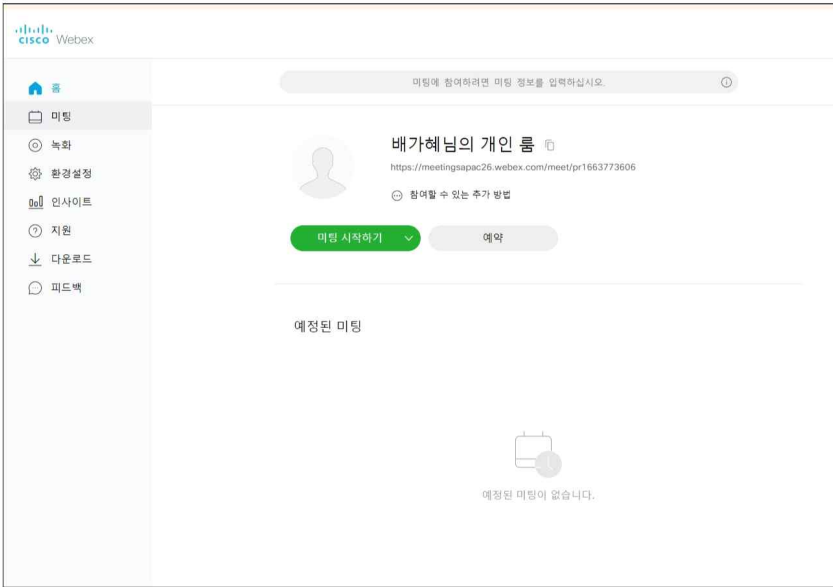 CISCO Webex
홈
미팅
녹화
환경설정
인사이트
지원
다운로드
피드백
미팅에 참여하려면 미팅 정보를 입력하십시오.
배가혜님의 개인 룸
https://meetingsapac26.webex.com/meet/pr1663773606
참여할 수 있는 추가 방법
미팅 시작하기
예약
예정된 미팅
예정된 미팅이 없습니다.